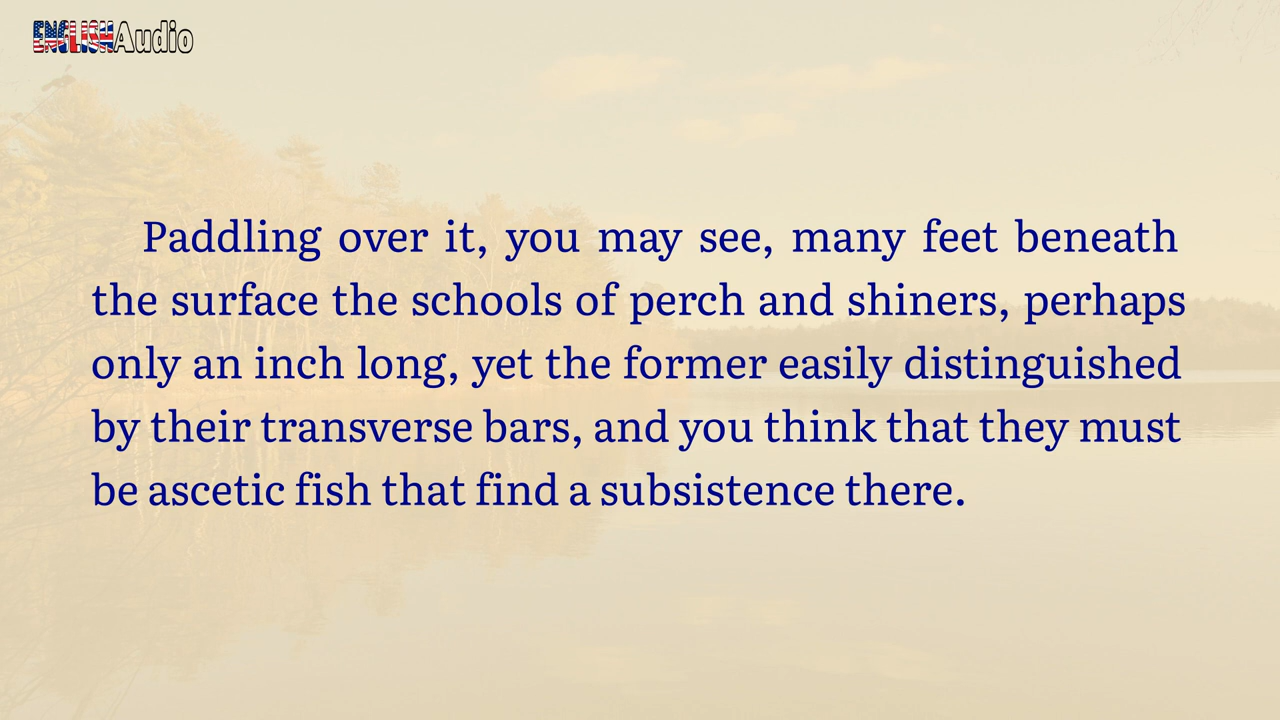 ENGLISHAudio
Paddling over it, you may see, many feet beneath
the surface the schools of perch and shiners, perhaps
only an inch long, yet the former easily distinguished
by their transverse bars, and you think that they must
be ascetic fish that find a subsistence there.